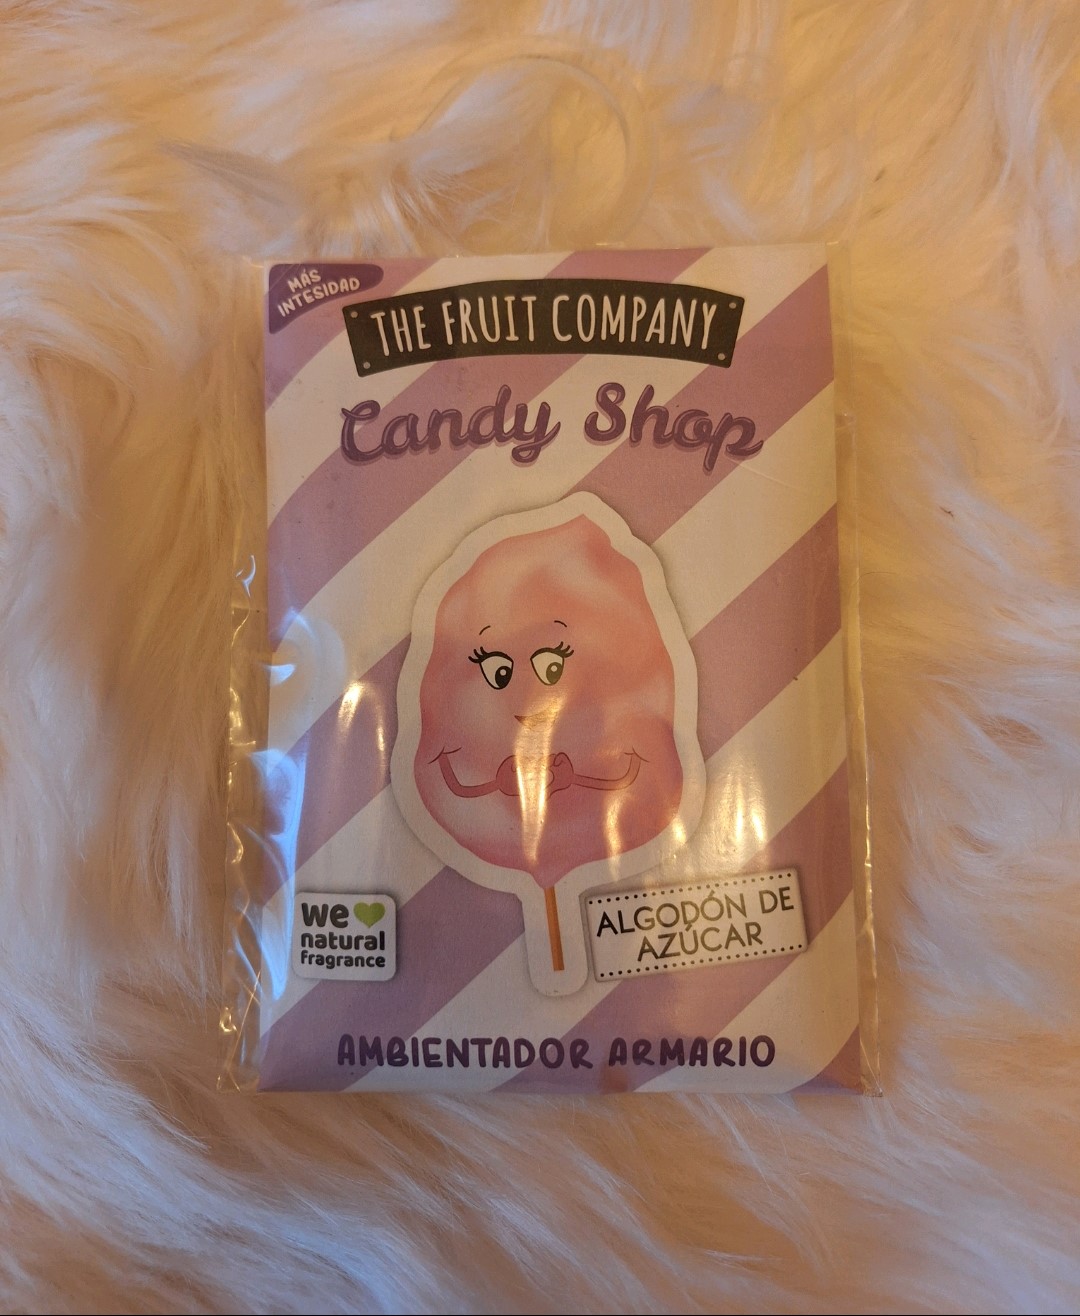 MÁS
INTESIDAD
THE FRUIT COMPANY
Candy Shop
we
natural
fragrance
ALGODÓN DE
AZÚCAR
AMBIENTADOR ARMARIO